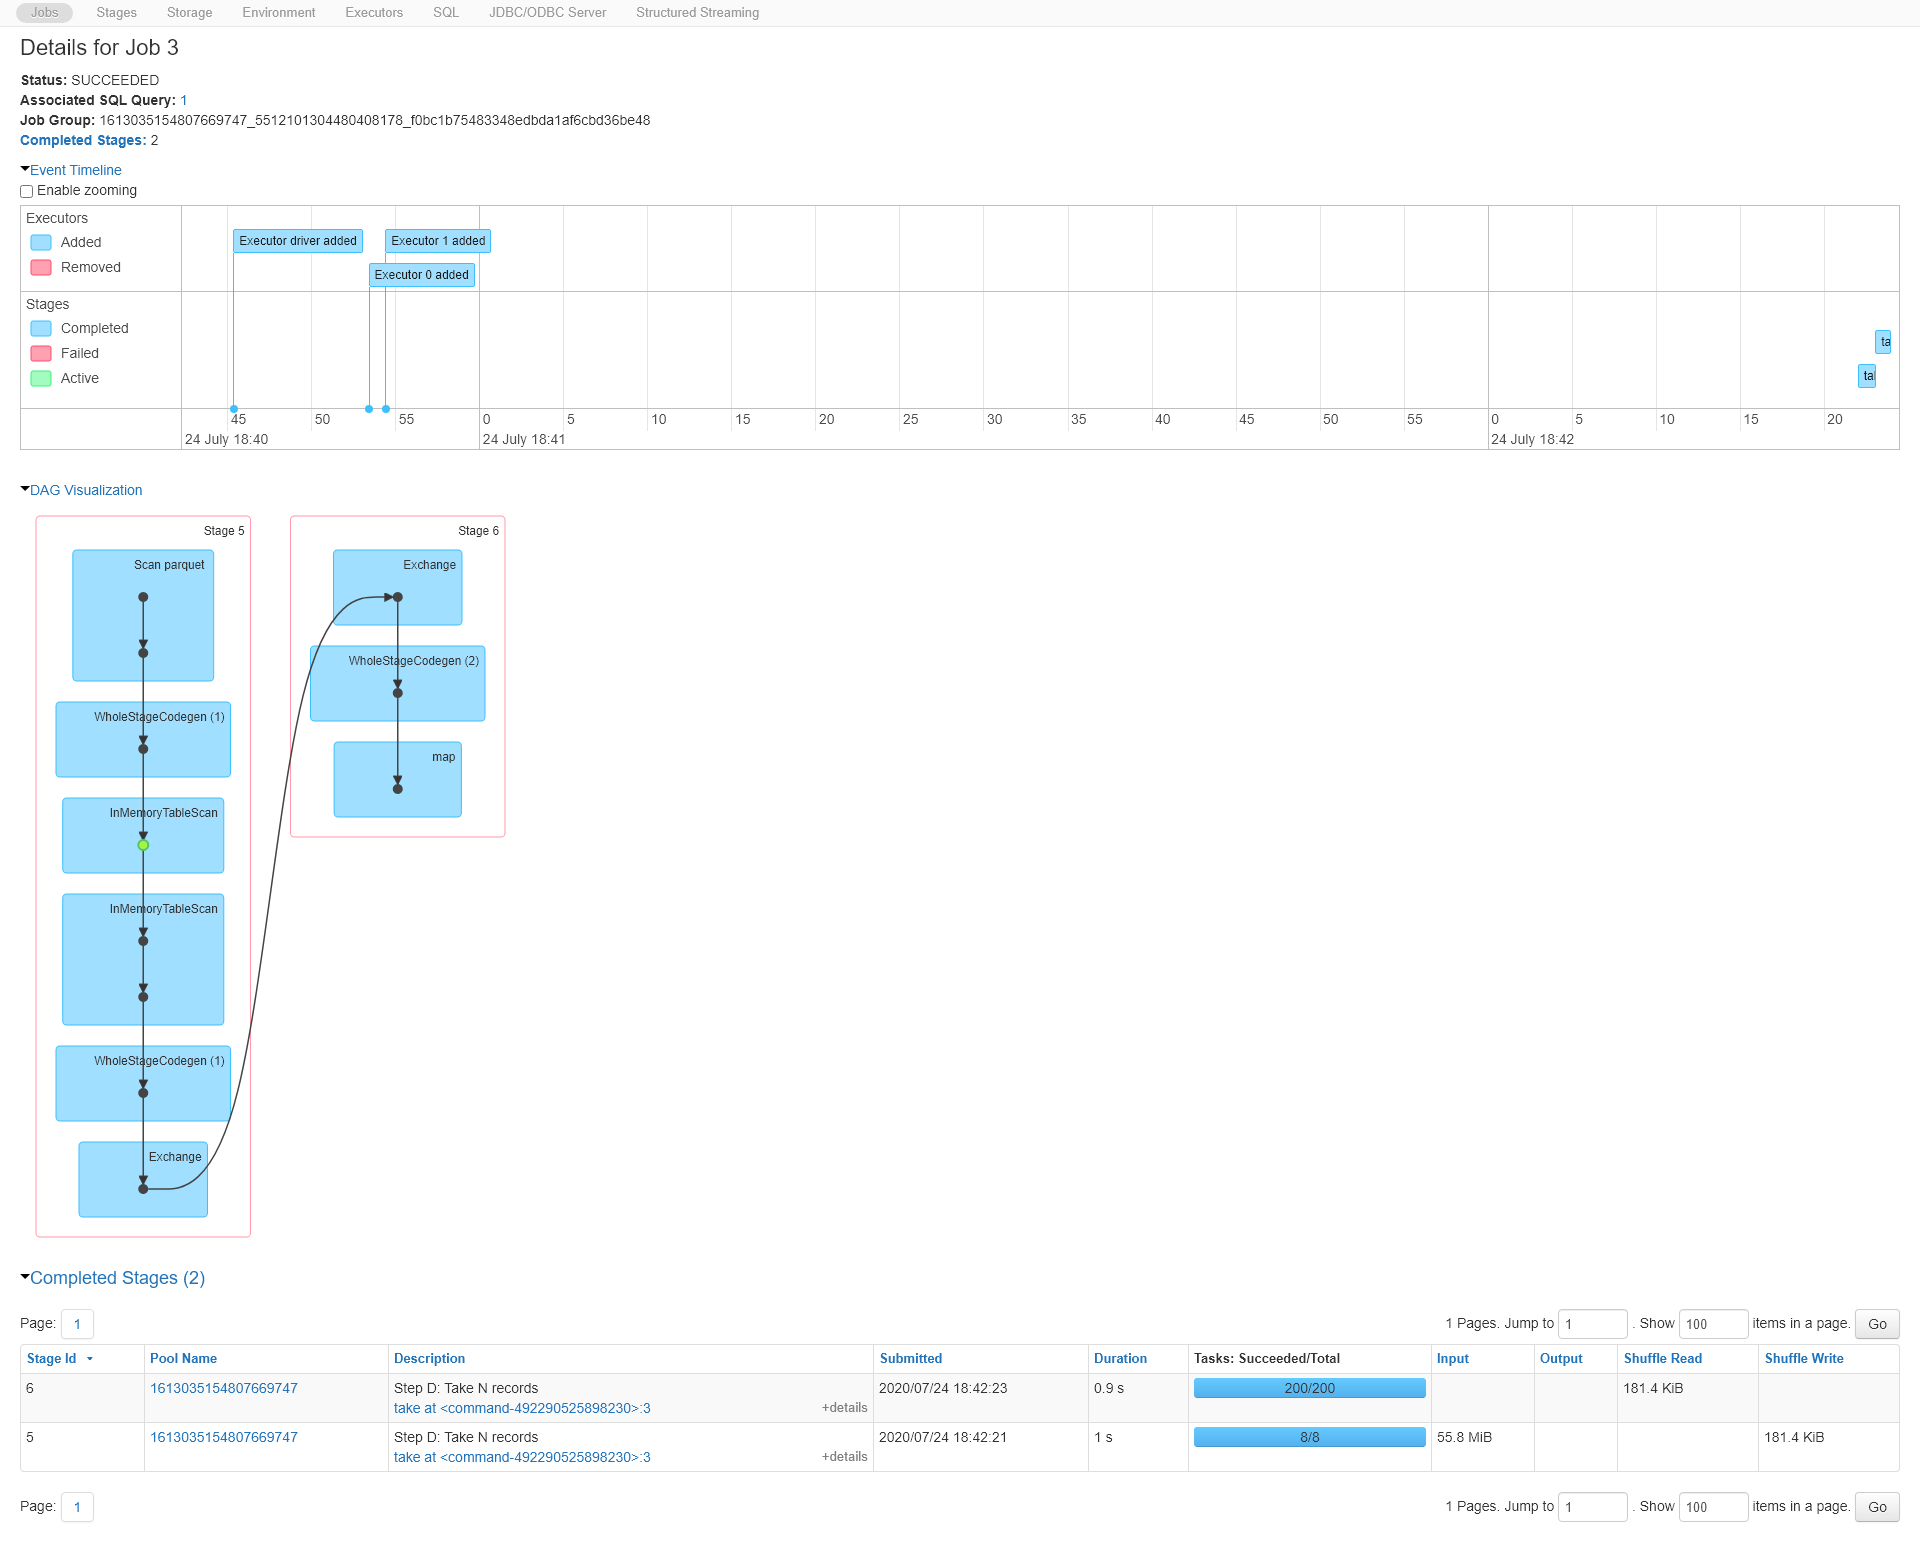 Jobs Stages Storage Environment Executors SQL JDBC/ODBC Server Structured Streaming
Details for Job 3
Status: SUCCEEDED
Associated SQL Query: 1
Job Group: 1613035154807669747_5512101304480408178_f0bc1b75483348edbda1af6cbd36be48
Completed Stages: 2
Event Timeline
Enable zooming
Executors
Added
Removed
Executor driver added
Executor 1 added
Executor 0 added
Stages
Completed
Failed
Active
ta
tal
45 50 55 0 5 10 15 20 25 30 35 40 45 50 55 0 5 10 15 20
24 July 18:40 24 July 18:41 24 July 18:42
DAG Visualization
Stage 5
Scan parquet
WholeStageCodegen (1)
InMemoryTableScan
InMemoryTableScan
WholeStageCodegen (1)
Exchange
Stage 6
Exchange
WholeStageCodegen (2)
map
Completed Stages (2)
Page: 1 1 Pages. Jump to 1 . Show 100 items in a page. Go
Stage Id Pool Name Description Submitted Duration Tasks: Succeeded/Total Input Output Shuffle Read Shuffle Write
6 1613035154807669747 Step D: Take N records 2020/07/24 18:42:23 0.9 s 200/200 181.4 KiB
take at <command-492290525898230>:3 +details
5 1613035154807669747 Step D: Take N records 2020/07/24 18:42:21 1 s 8/8 55.8 MiB 181.4 KiB
take at <command-492290525898230>:3 +details
Page: 1 1 Pages. Jump to 1 . Show 100 items in a page. Go